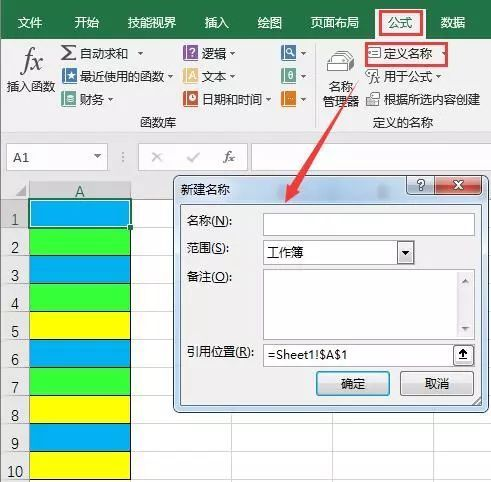 文件 开始 技能视界 插入 绘图 页面布局 公式 数据
fx 插入函数
Σ 自动求和
最近使用的函数
财务
逻辑
文本
日期和时间
函数库
名称
管理器
定义名称
用于公式
根据所选内容创建
定义的名称
A1 fx
A
1
2
3
4
5
6
7
8
9
10
新建名称 ?
名称(N):
范围(S): 工作簿
备注(O):
引用位置(R): =Sheet1!$A$1
确定 取消